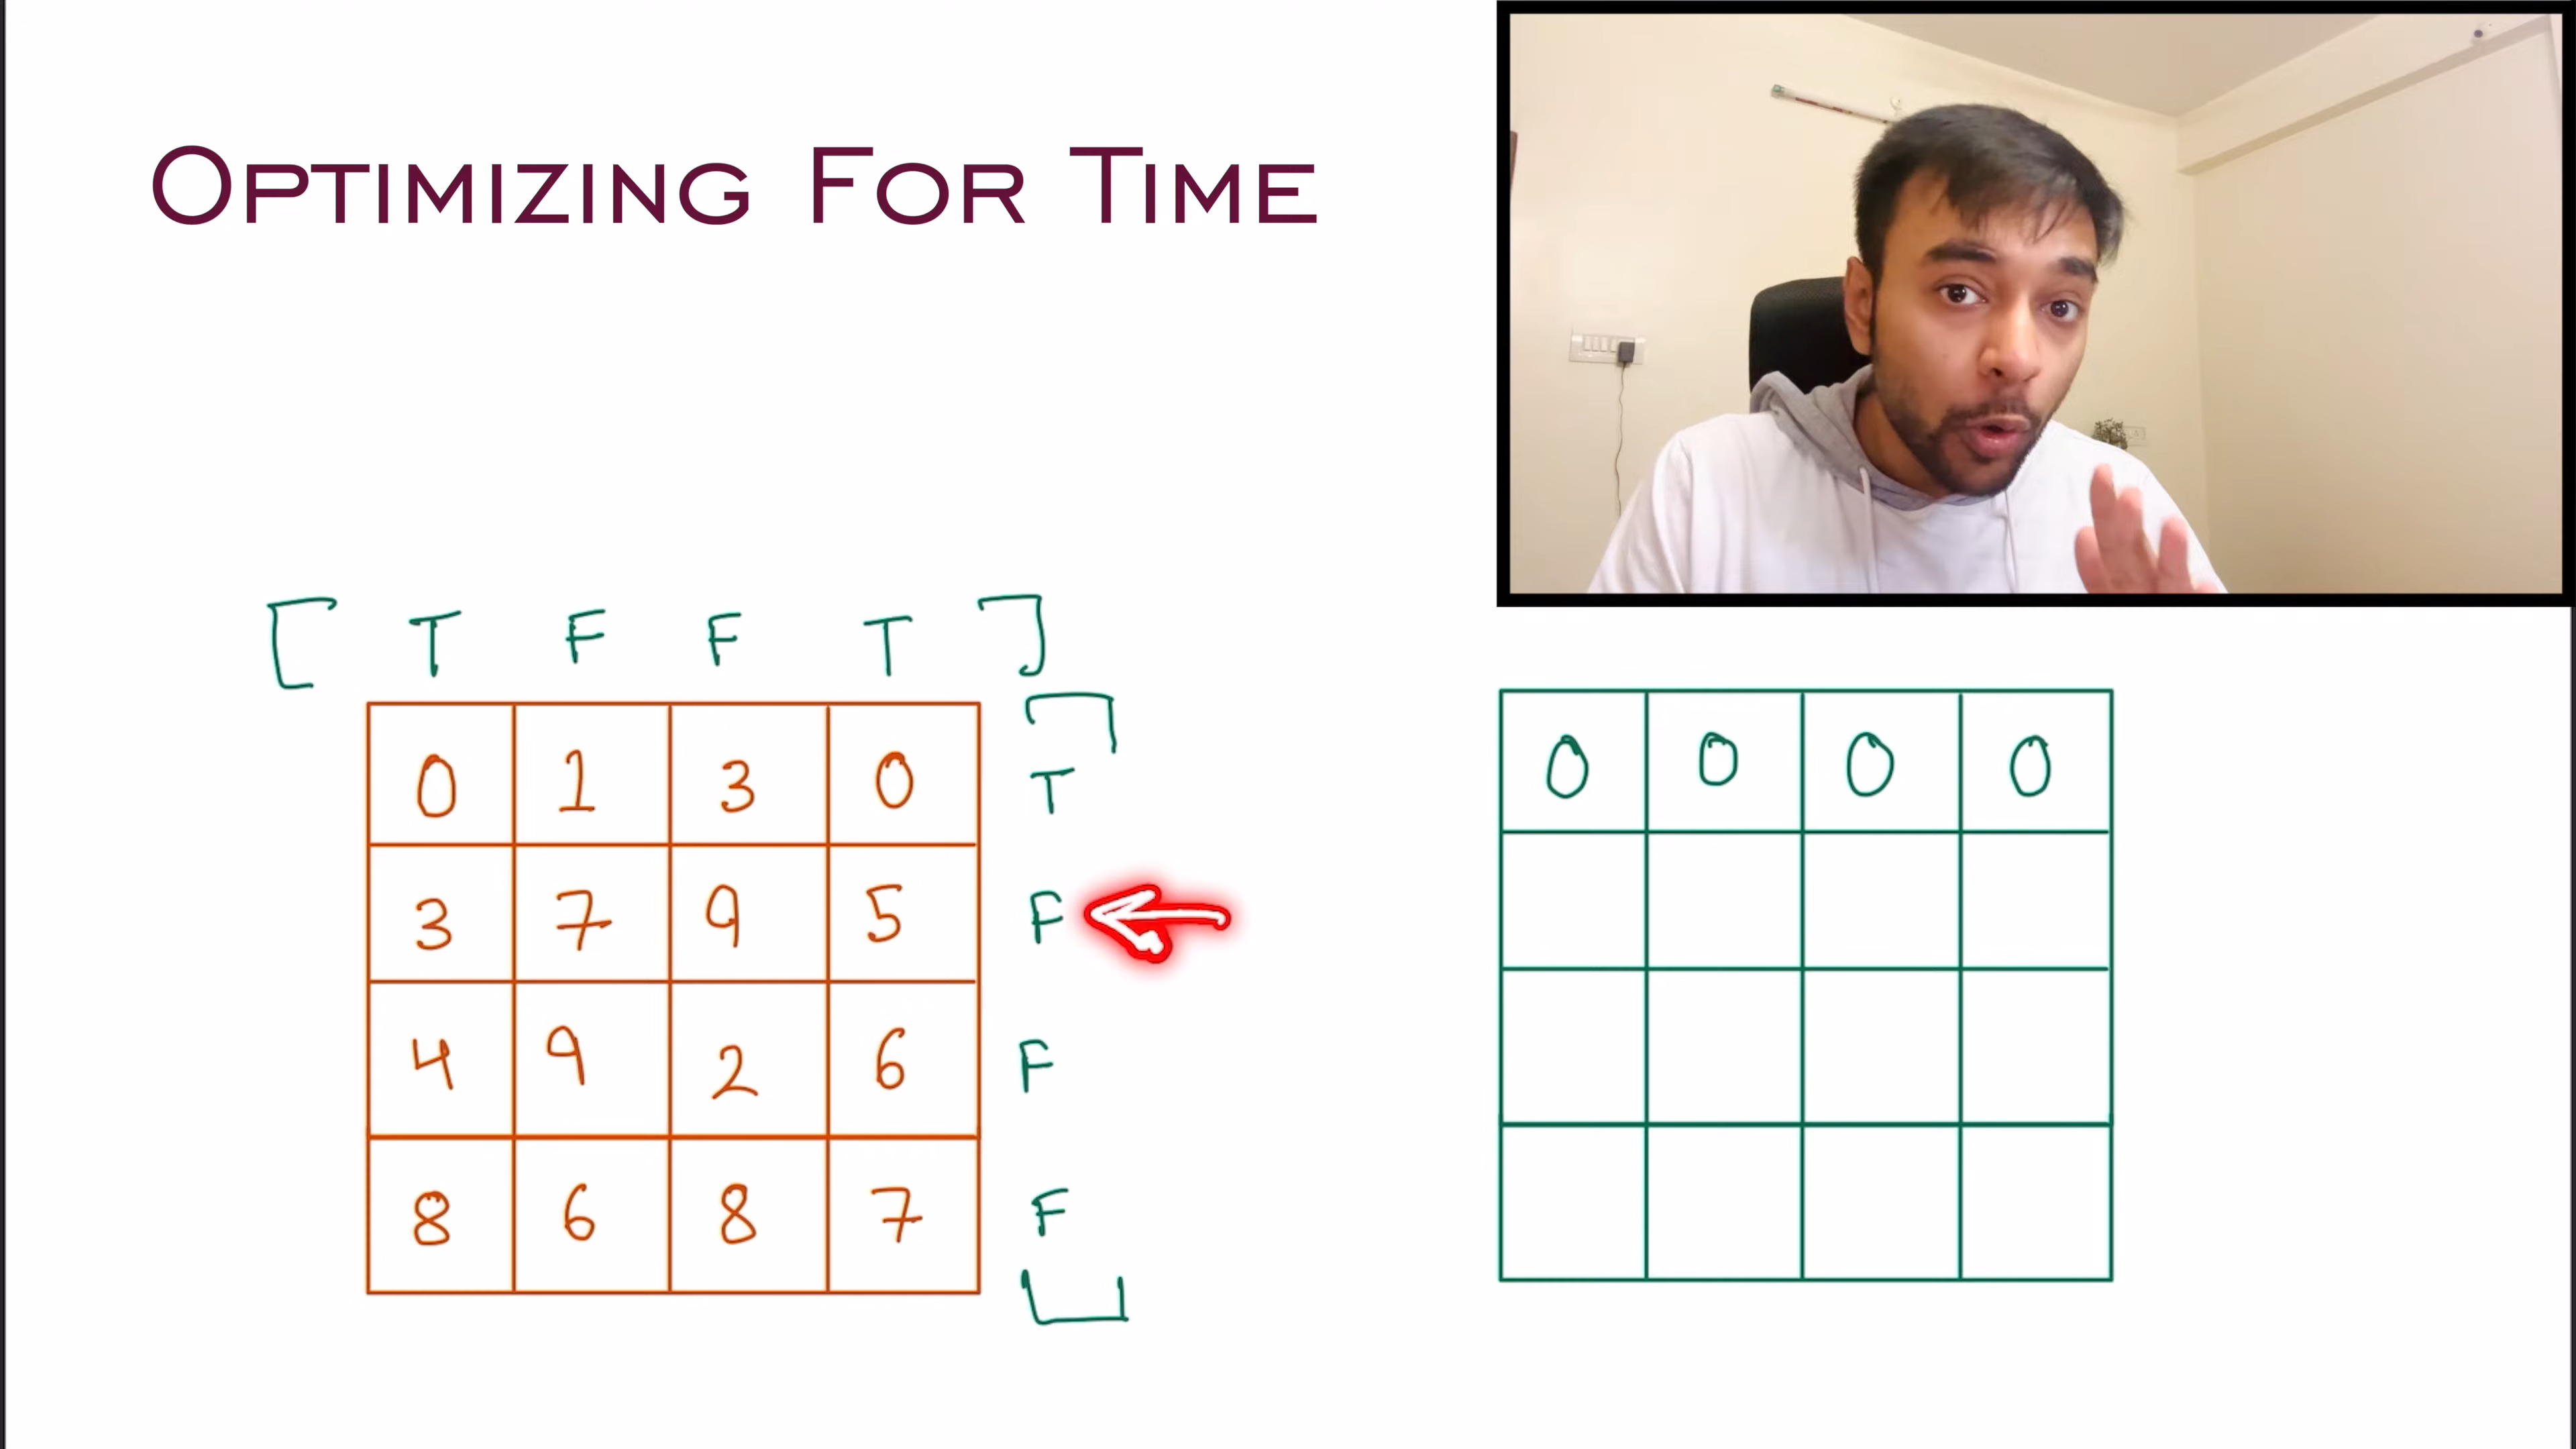 OPTIMIZING FOR TIME
[ T F F T ]
0 1 3 0 T
3 7 9 5 F
4 9 2 6 F
8 6 8 7 F
0 0 0 0